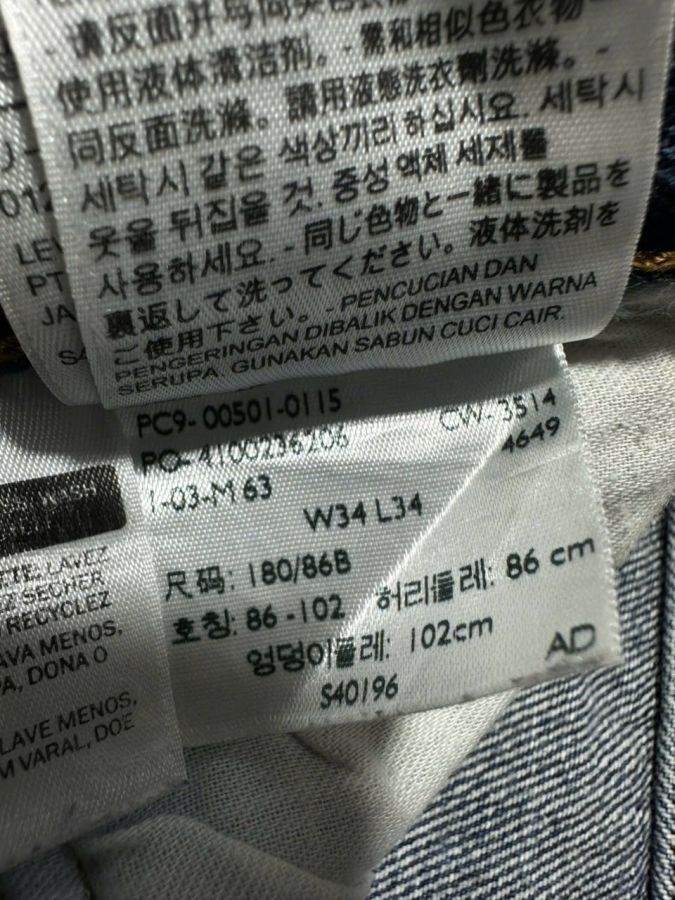 - 请反面并与同类色衣物
使用液体清洁剂。- 需和相似色衣物一
同反面洗滌。請用液態洗衣劑洗滌。-
세탁시 같은 색상끼리 하십시요. 세탁시
옷을 뒤집을 것. 중성 액체 세제를
사용하세요. - 同じ色物と一緒に製品を
裏返して洗ってください。液体洗剤を
ご使用下さい。- PENCUCIAN DAN
PENGERINGAN DIBALIK DENGAN WARNA
SERUPA. GUNAKAN SABUN CUCI CAIR.
012
LEV
PT
JA
SA
PC9- 00501-0115
PO- 4100236206
CW- 3514
4649
1-03-M 63
W34 L34
尺码: 180/86B
호칭: 86 -102 허리둘레: 86 cm
엉덩이둘레: 102cm
S40196
AD
WASH
LAVEZ
SECHER
RECYCLEZ
AVA MENOS,
PA, DONA O
LAVE MENOS,
M VARAL, DOE